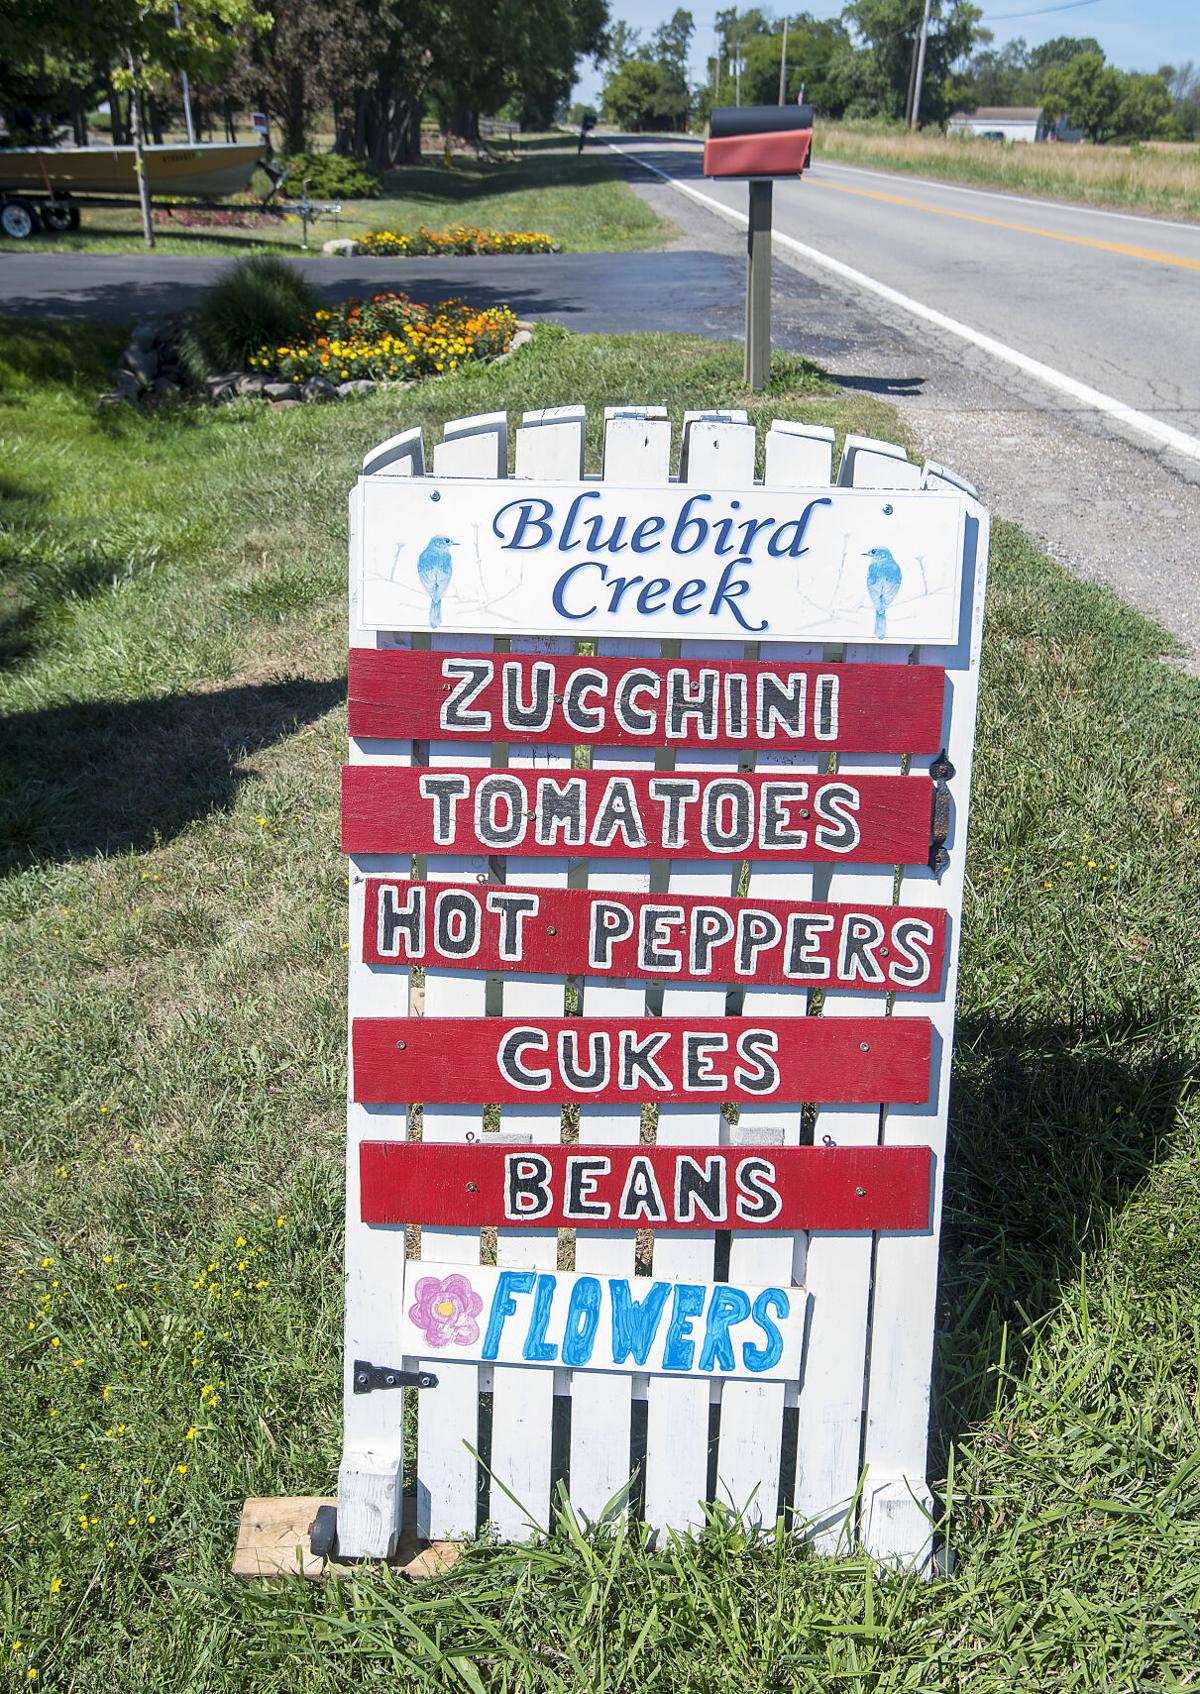 Bluebird
Creek
ZUCCHINI
TOMATOES
HOT PEPPERS
CUKES
BEANS
FLOWERS